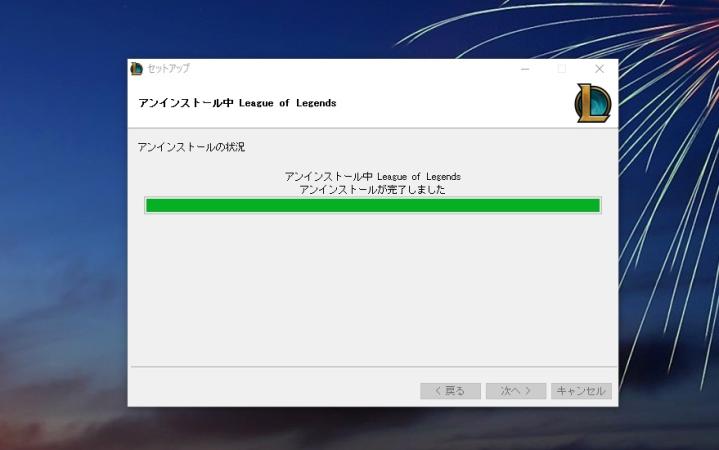 セットアップ
アンインストール中 League of Legends
アンインストールの状況
アンインストール中 League of Legends
アンインストールが完了しました
< 戻る 次へ > キャンセル